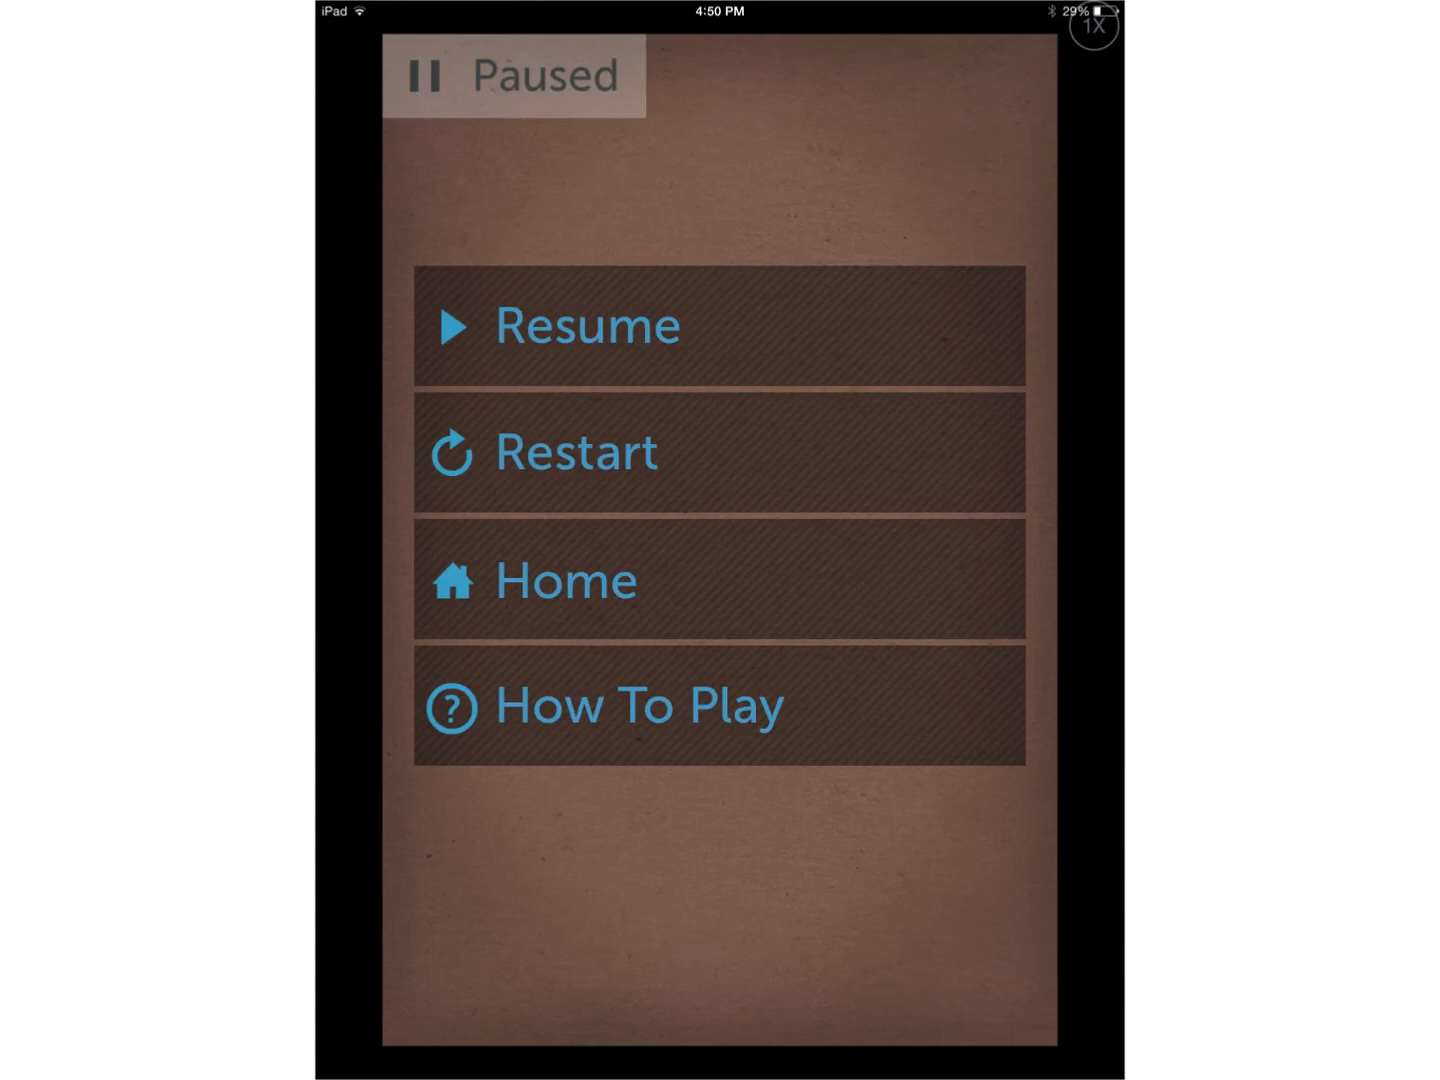 iPad 4:50 PM 29%
1X
Paused
Resume
Restart
Home
? How To Play